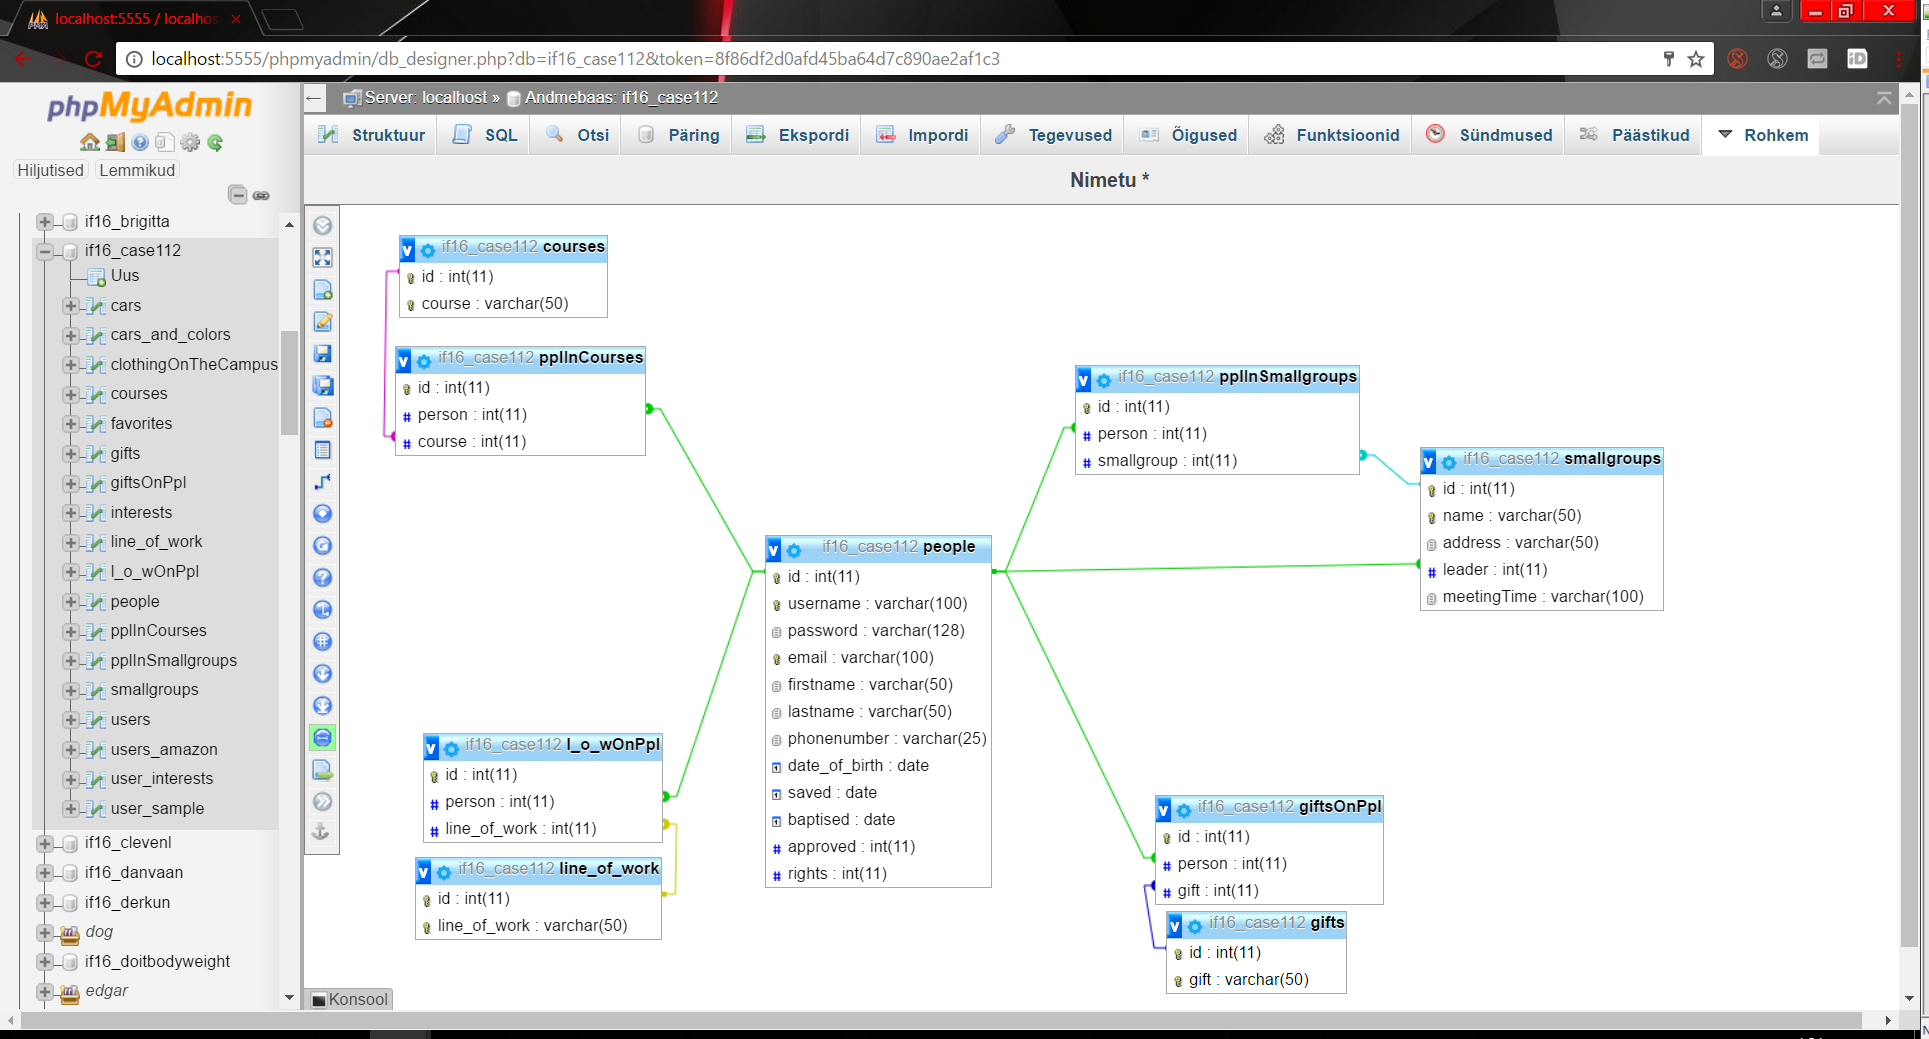 localhost:5555 / localhos
localhost:5555/phpmyadmin/db_designer.php?db=if16_case112&token=8f86df2d0afd45ba64d7c890ae2af1c3
phpMyAdmin
Hiljutised Lemmikud
if16_brigitta
if16_case112
Uus
cars
cars_and_colors
clothingOnTheCampus
courses
favorites
gifts
giftsOnPpl
interests
line_of_work
l_o_wOnPpl
people
pplInCourses
pplInSmallgroups
smallgroups
users
users_amazon
user_interests
user_sample
if16_clevenl
if16_danvaan
if16_derkun
dog
if16_doitbodyweight
edgar
Server: localhost » Andmebaas: if16_case112
Struktuur SQL Otsi Päring Ekspordi Impordi Tegevused Õigused Funktsioonid Sündmused Päästikud Rohkem
Nimetu *
if16_case112 courses
id : int(11)
course : varchar(50)
if16_case112 pplInCourses
id : int(11)
person : int(11)
course : int(11)
if16_case112 pplInSmallgroups
id : int(11)
person : int(11)
smallgroup : int(11)
if16_case112 smallgroups
id : int(11)
name : varchar(50)
address : varchar(50)
leader : int(11)
meetingTime : varchar(100)
if16_case112 people
id : int(11)
username : varchar(100)
password : varchar(128)
email : varchar(100)
firstname : varchar(50)
lastname : varchar(50)
phonenumber : varchar(25)
date_of_birth : date
saved : date
baptised : date
approved : int(11)
rights : int(11)
if16_case112 l_o_wOnPpl
id : int(11)
person : int(11)
line_of_work : int(11)
if16_case112 line_of_work
id : int(11)
line_of_work : varchar(50)
if16_case112 giftsOnPpl
id : int(11)
person : int(11)
gift : int(11)
if16_case112 gifts
id : int(11)
gift : varchar(50)
Konsool